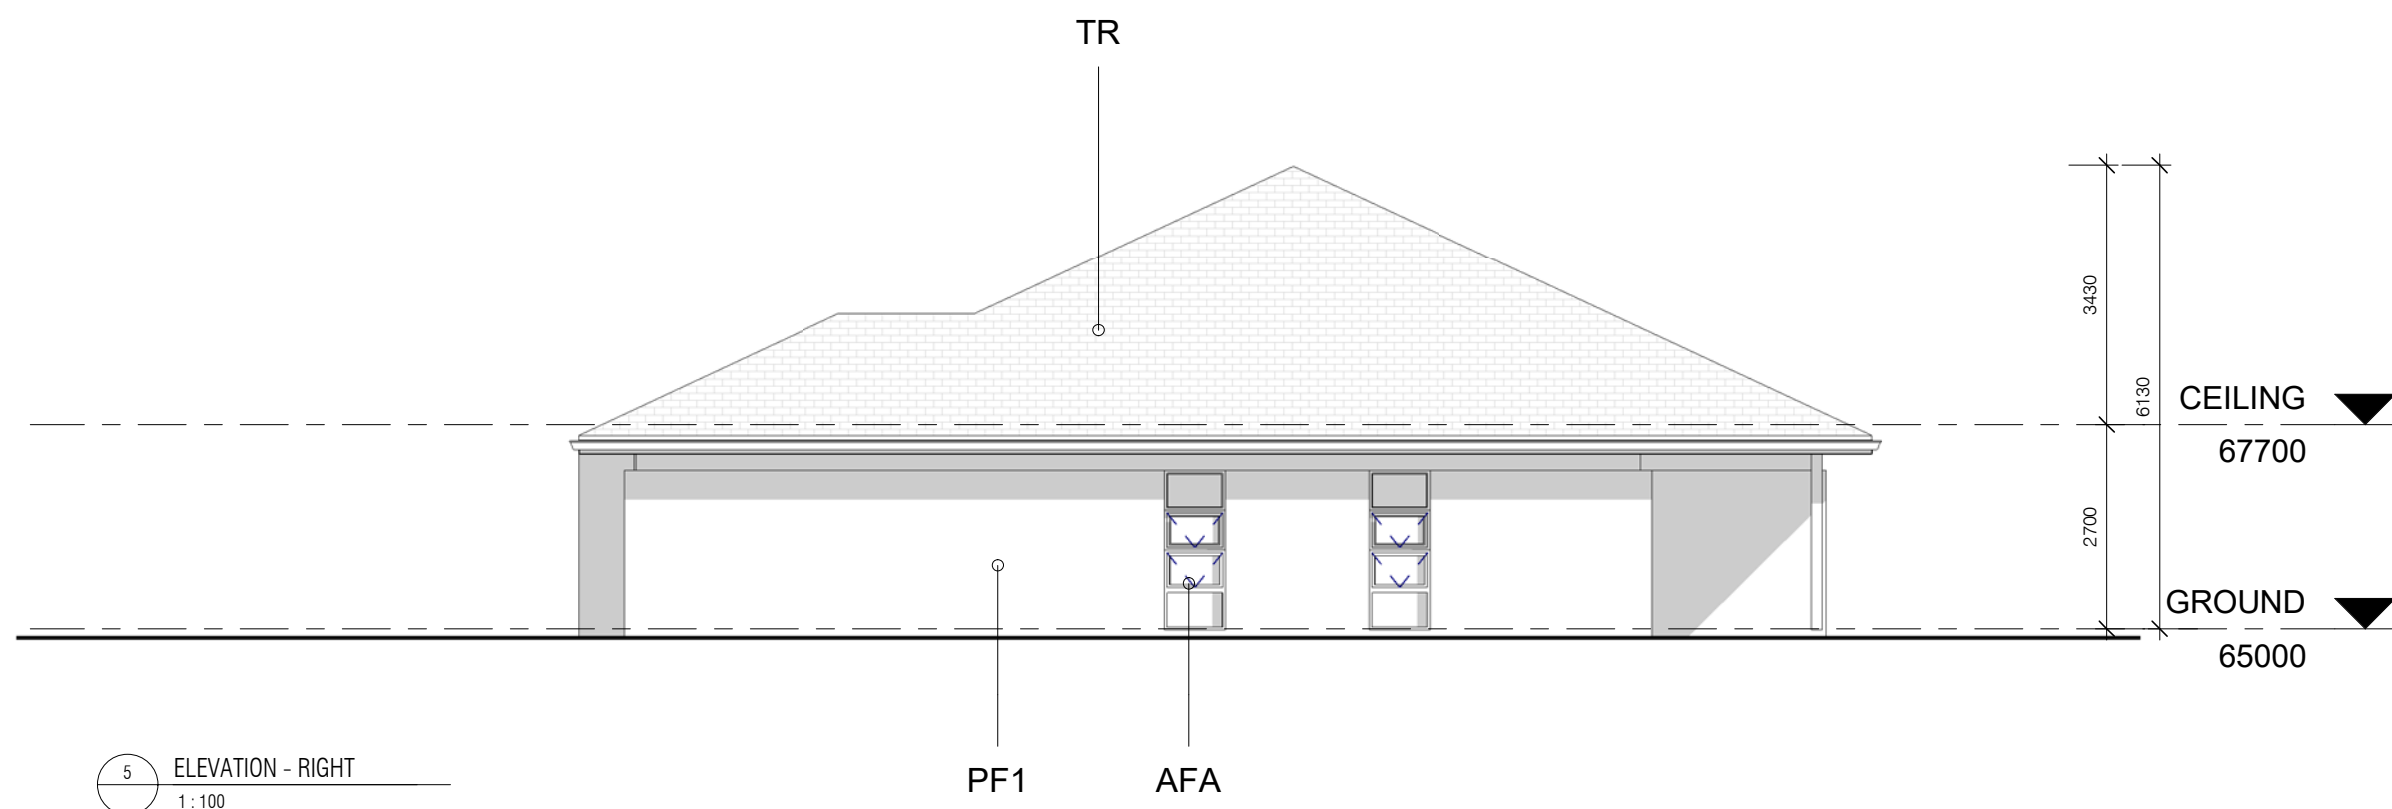 TR
3430
6130
CEILING
67700
2700
GROUND
65000
5
ELEVATION - RIGHT
1 : 100
PF1
AFA